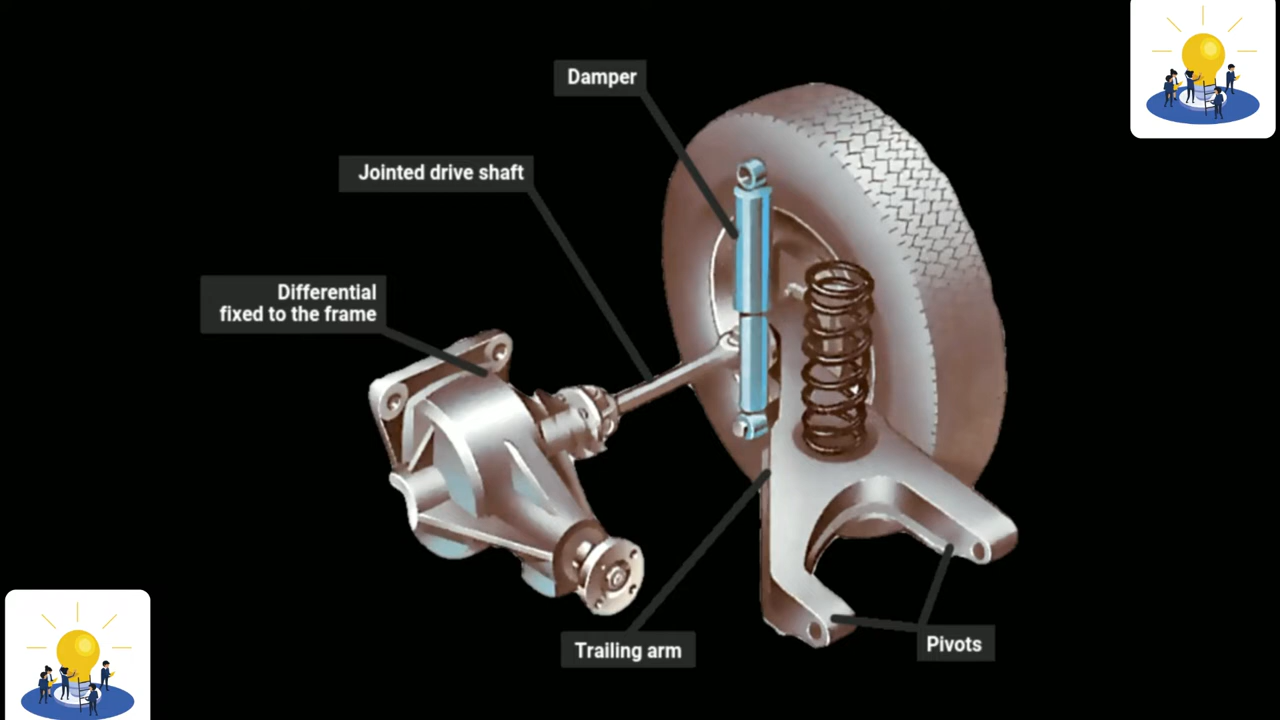 Damper
Jointed drive shaft
Differential
fixed to the frame
Trailing arm
Pivots